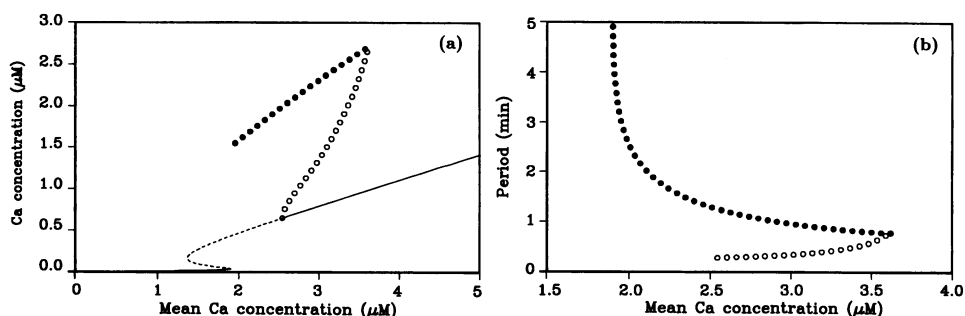 3.0
2.5
2.0
1.5
1.0
0.5
0.0
Ca concentration (μM)
(a)
0 1 2 3 4 5
Mean Ca concentration (μM)
5
4
3
2
1
0
Period (min)
(b)
1.5 2.0 2.5 3.0 3.5 4.0
Mean Ca concentration (μM)